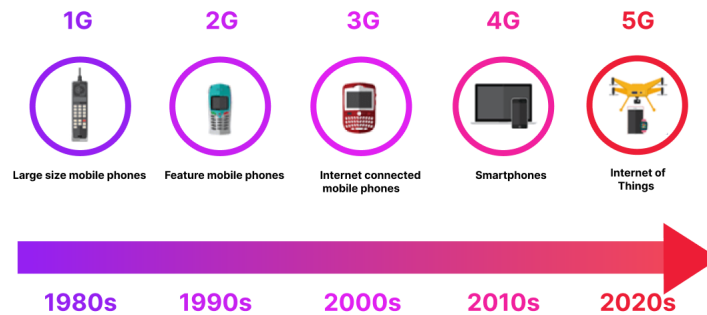 1G
2G
3G
4G
5G
Large size mobile phones
Feature mobile phones
Internet connected
mobile phones
Smartphones
Internet of
Things
1980s
1990s
2000s
2010s
2020s